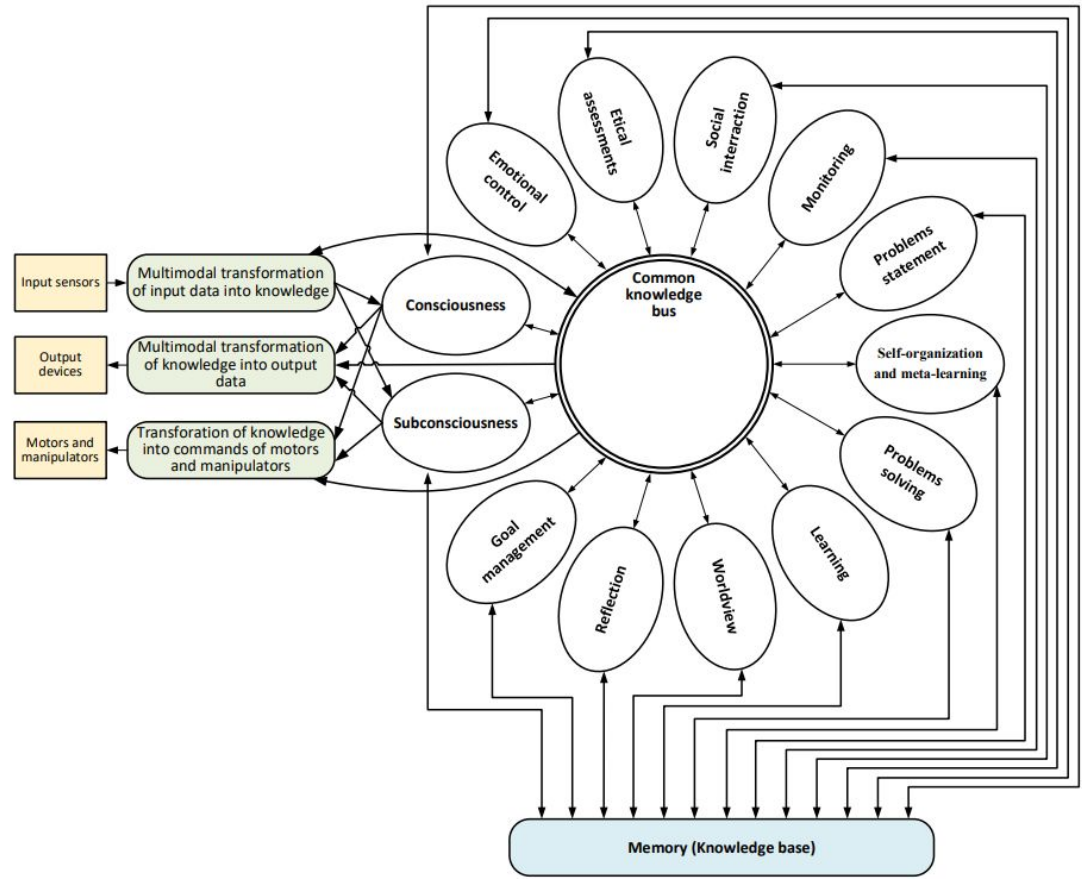 Etical
assessments
Social
interraction
Emotional
control
Monitoring
Problems
statement
Input sensors
Multimodal transformation
of input data into knowledge
Consciousness
Common
knowledge
bus
Output
devices
Multimodal transformation
of knowledge into output
data
Self-organization
and meta-learning
Subconsciousness
Motors and
manipulators
Transforation of knowledge
into commands of motors
and manipulators
Problems
solving
Goal
management
Reflection
Worldview
Learning
Memory (Knowledge base)